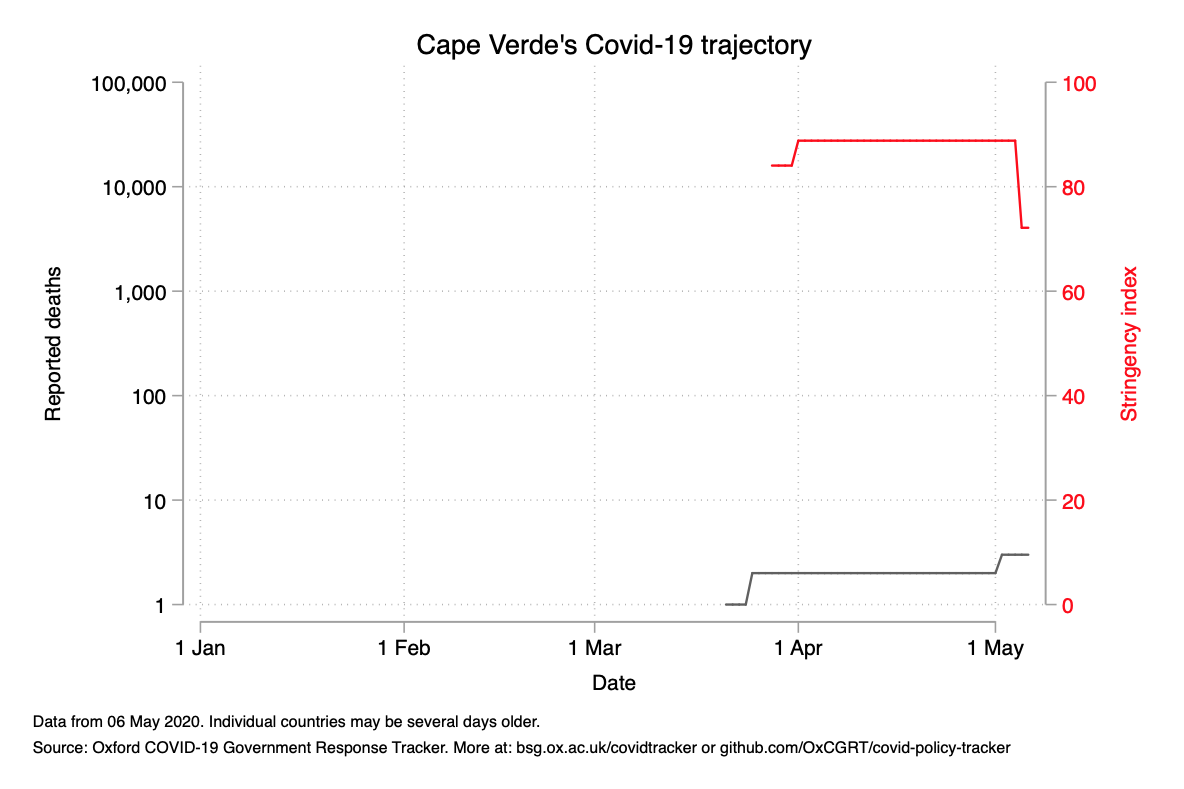 Cape Verde's Covid-19 trajectory
100,000
10,000
1,000
100
10
1
Reported deaths
100
80
60
40
20
0
Stringency index
1 Jan
1 Feb
1 Mar
1 Apr
1 May
Date
Data from 06 May 2020. Individual countries may be several days older.
Source: Oxford COVID-19 Government Response Tracker. More at: bsg.ox.ac.uk/covidtracker or github.com/OxCGRT/covid-policy-tracker